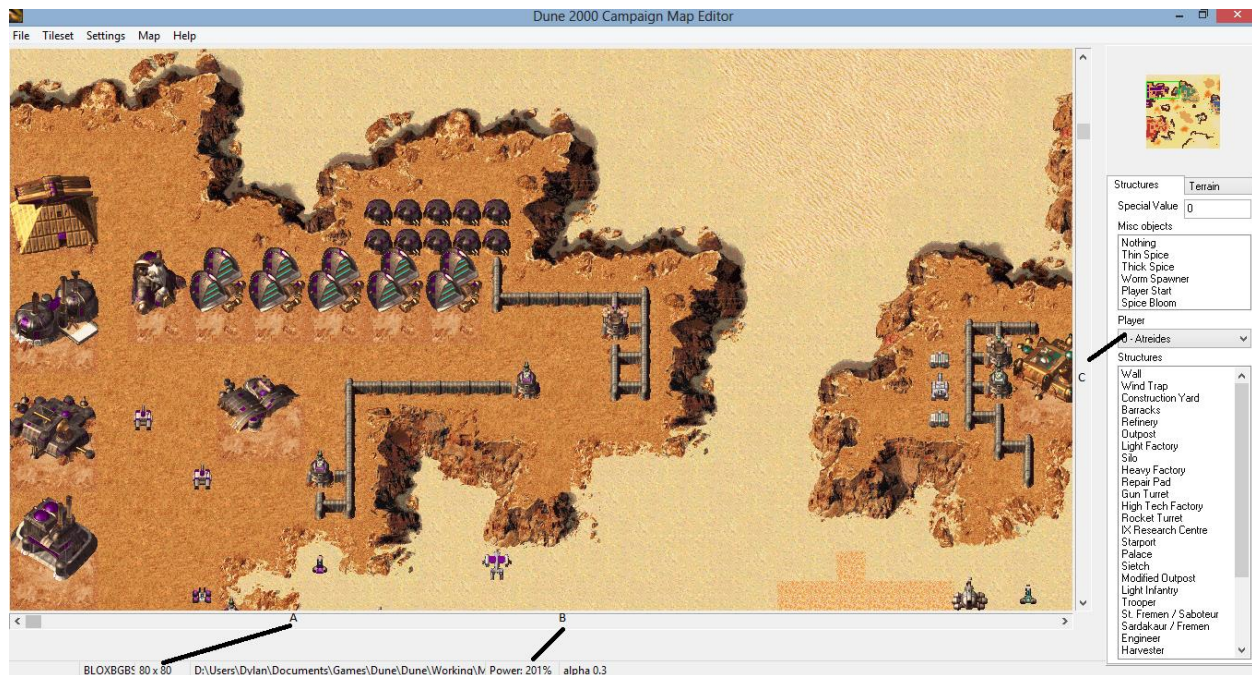 Dune 2000 Campaign Map Editor
File Tileset Settings Map Help
Structures Terrain
Special Value 0
Misc objects
Nothing
Thin Spice
Thick Spice
Worm Spawner
Player Start
Spice Bloom
Player
0 - Atreides
C
Structures
Wall
Wind Trap
Construction Yard
Barracks
Refinery
Outpost
Light Factory
Silo
Heavy Factory
Repair Pad
Gun Turret
High Tech Factory
Rocket Turret
IX Research Centre
Starport
Palace
Sietch
Modified Outpost
Light Infantry
Trooper
St. Fremen / Saboteur
Sardakaur / Fremen
Engineer
Harvester
A B
BLOXBGBS 80 x 80 D:\Users\Dylan\Documents\Games\Dune\Dune\Working\M Power: 201% alpha 0.3